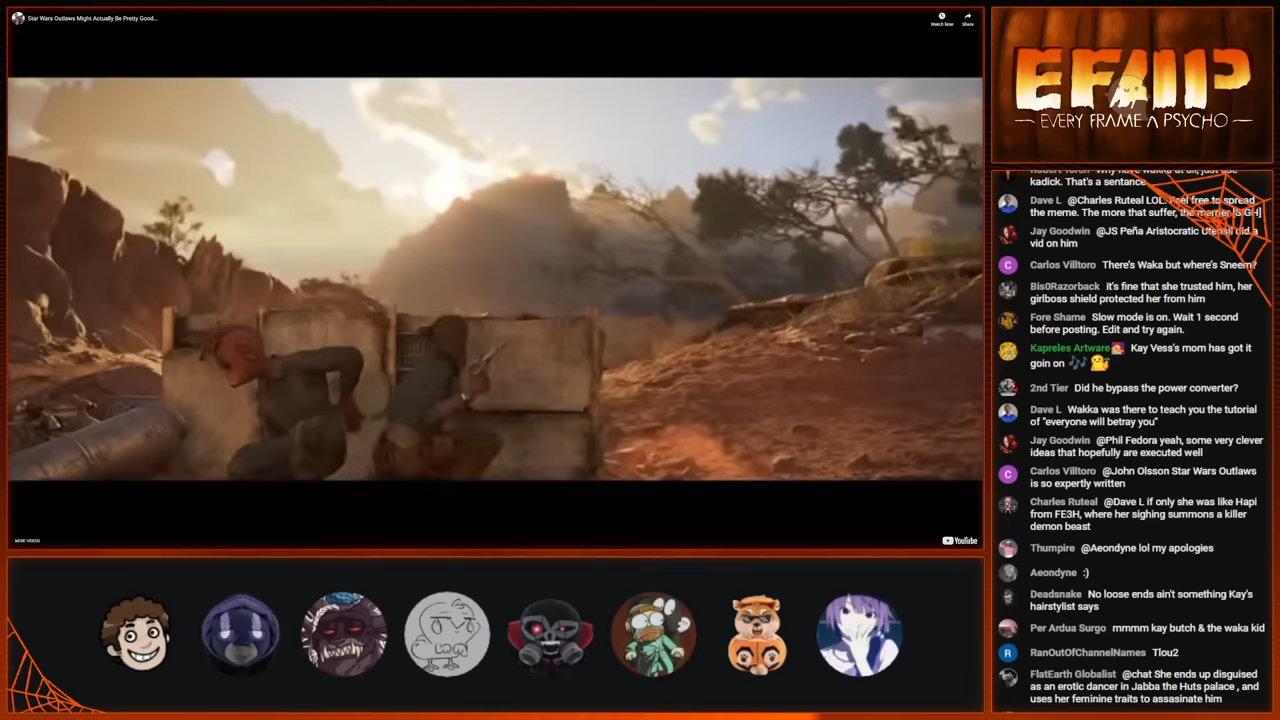 Star Wars Outlaws Might Actually Be Pretty Good...
Watch later
Share
MORE VIDEOS
YouTube
EFAP
EVERY FRAME A PSYCHO
kadick. That's a sentence
Dave L @Charles Ruteal LOL. Feel free to spread
the meme. The more that suffer, the merrier [SIGH]
Jay Goodwin @JS Peña Aristocratic Utensil did a
vid on him
Carlos Villtoro There's Waka but where's Sneem?
Bis0Razorback it's fine that she trusted him, her
girlboss shield protected her from him
Fore Shame Slow mode is on. Wait 1 second
before posting. Edit and try again.
Kapreles Artware Kay Vess's mom has got it
goin on 🎶
2nd Tier Did he bypass the power converter?
Dave L Wakka was there to teach you the tutorial
of "everyone will betray you"
Jay Goodwin @Phil Fedora yeah, some very clever
ideas that hopefully are executed well
Carlos Villtoro @John Olsson Star Wars Outlaws
is so expertly written
Charles Ruteal @Dave L if only she was like Hapi
from FE3H, where her sighing summons a killer
demon beast
Thumpire @Aeondyne lol my apologies
Aeondyne :)
Deadsnake No loose ends ain't something Kay's
hairstylist says
Per Ardua Surgo mmmm kay butch & the waka kid
RanOutOfChannelNames Tlou2
FlatEarth Globalist @chat She ends up disguised
as an erotic dancer in Jabba the Huts palace , and
uses her feminine traits to assasinate him